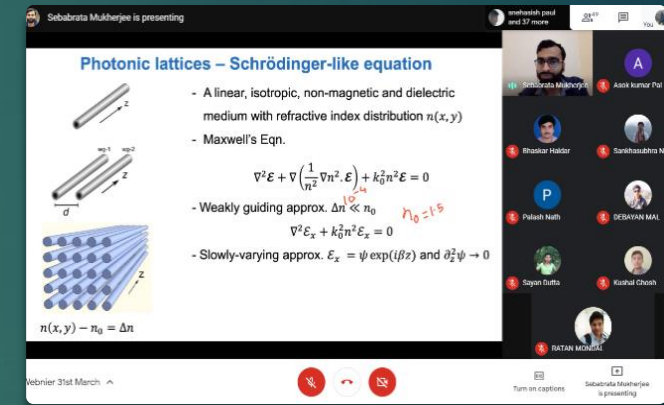 Sebabrata Mukherjee is presenting
snehasish paul
and 37 more
You
Photonic lattices – Schrödinger-like equation
z
- A linear, isotropic, non-magnetic and dielectric
medium with refractive index distribution n(x,y)
- Maxwell's Eqn.
wg-1 wg-2
z
d
∇²ℰ + ∇(1/n² ∇n². ℰ) + k₀²n²ℰ = 0
10⁻⁴
- Weakly guiding approx. Δn ≪ n₀
n₀=1.5
∇²ℰₓ + k₀²n²ℰₓ = 0
- Slowly-varying approx. ℰₓ = ψ exp(iβz) and ∂z²ψ → 0
z
n(x,y) − n₀ = Δn
Sebabrata Mukherjee
A
Asok kumar Pal
Bhaskar Haldar
Sankhasubhra N
P
Palash Nath
DEBAYAN MAL
Sayan Dutta
Kushal Ghosh
RATAN MONDAL
Webnier 31st March
Turn on captions
Sebabrata Mukherjee
is presenting